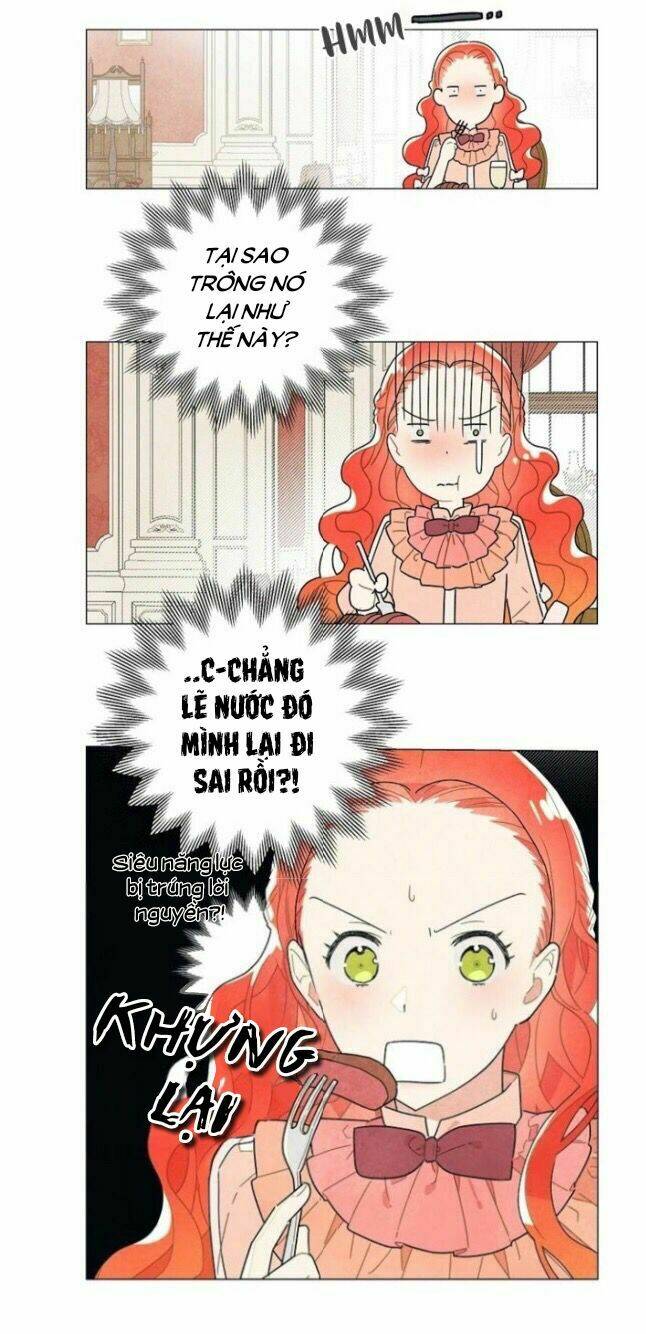 HMM
TẠI SAO
TRÔNG NÓ
LẠI NHƯ
THẾ NÀY?
..C-CHẲNG
LẼ NƯỚC ĐÓ
MÌNH LẠI ĐI
SAI RỒI?!
Siêu năng lực
bị trúng lời
nguyền?!
KHỰNG
LẠI